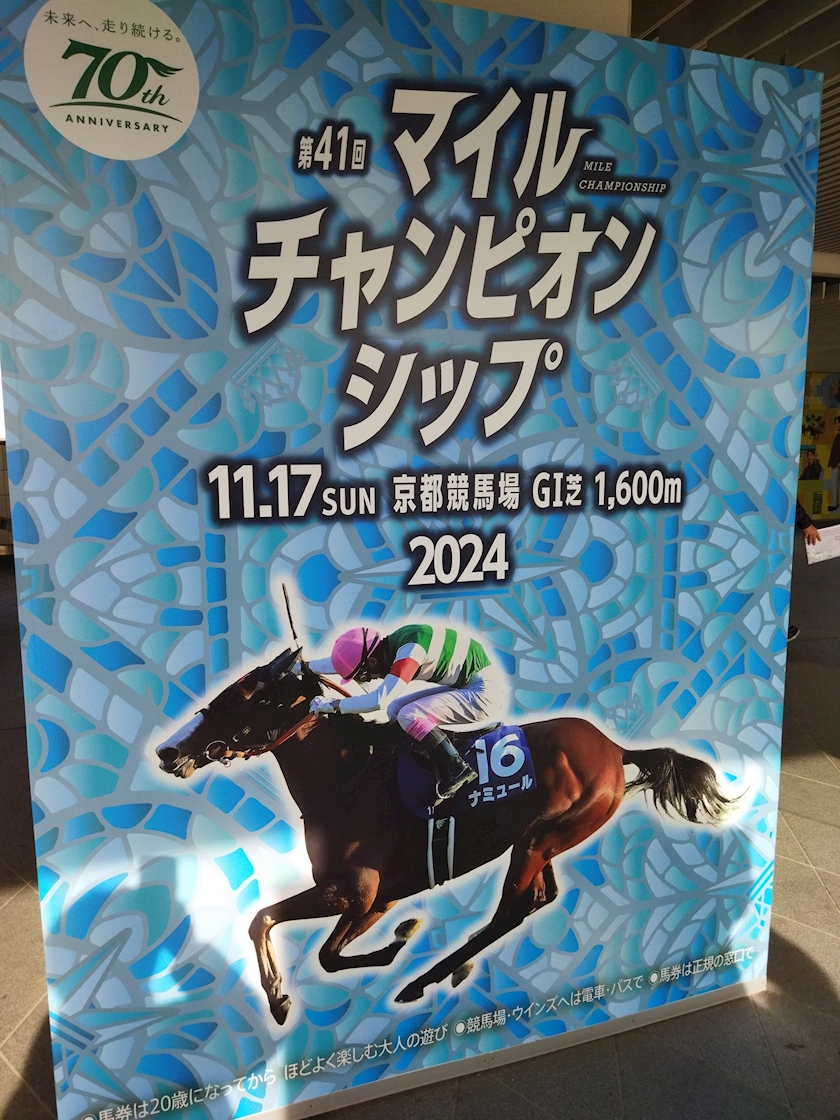 未来へ、走り続ける。
70th
ANNIVERSARY
第41回
マイル
MILE
CHAMPIONSHIP
チャンピオン
シップ
11.17 SUN 京都競馬場 GI芝 1,600m
2024
16
ナミュール
●馬券は20歳になってから ほどよく楽しむ大人の遊び ●競馬場・ウインズへは電車・バスで ●馬券は正規の窓口で